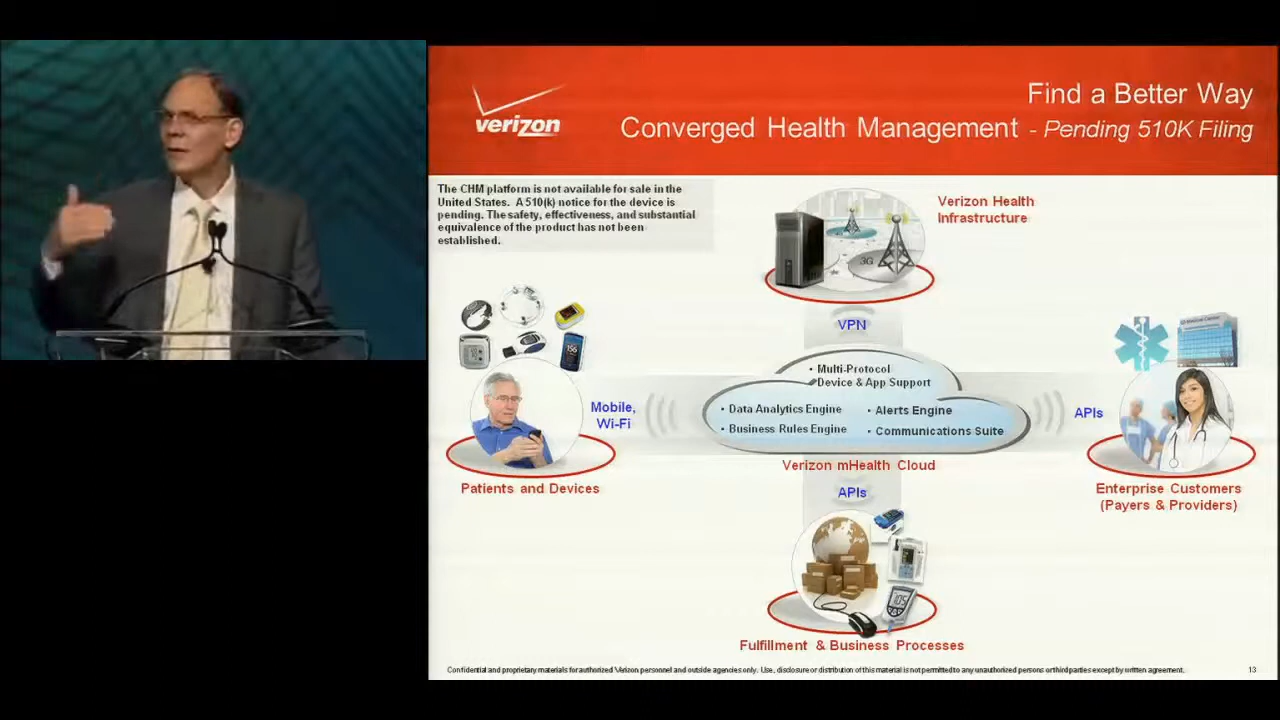 verizon
Find a Better Way
Converged Health Management - Pending 510K Filing
The CHM platform is not available for sale in the
United States. A 510(k) notice for the device is
pending. The safety, effectiveness, and substantial
equivalence of the product has not been
established.
Verizon Health
Infrastructure
3G
VPN
• Multi-Protocol
Device & App Support
• Data Analytics Engine
• Alerts Engine
• Business Rules Engine
• Communications Suite
Verizon mHealth Cloud
Mobile,
Wi-Fi
Patients and Devices
156
APIs
Medical Center
Enterprise Customers
(Payers & Providers)
APIs
105
Fulfillment & Business Processes
Confidential and proprietary materials for authorized Verizon personnel and outside agencies only. Use, disclosure or distribution of this material is not permitted to any unauthorized persons or third parties except by written agreement.
13